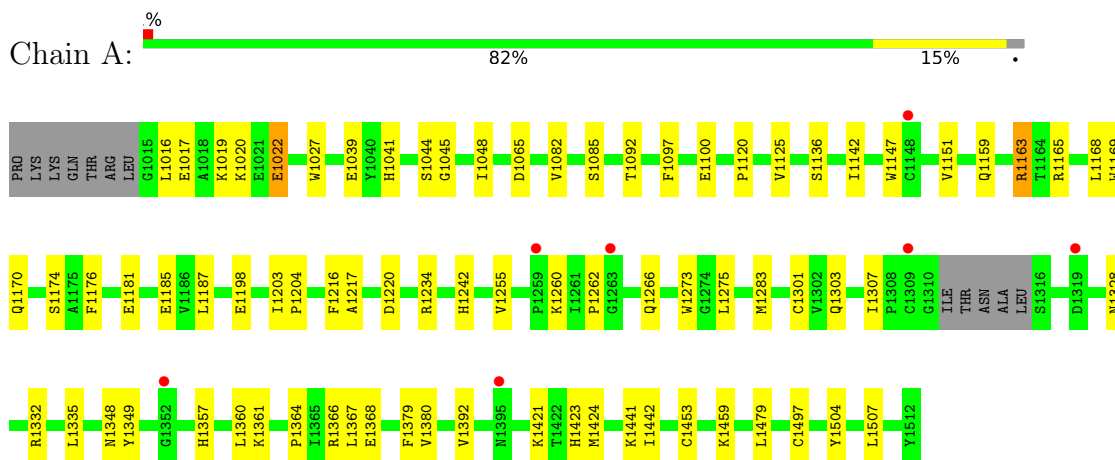 .%
Chain A:
82% 15% •
PRO LYS LYS GLN THR ARG LEU G1015 L1016 E1017 A1018 K1019 K1020 E1021 E1022 W1027 E1039 Y1040 H1041 S1044 G1045 I1048 D1065 V1082 S1085 T1092 F1097 E1100 P1120 V1125 S1136 I1142 W1147 C1148 V1151 Q1159 R1163 T1164 R1165 L1168 W1169
Q1170 S1174 A1175 F1176 E1181 E1185 V1186 L1187 E1198 I1203 P1204 F1216 A1217 D1220 R1234 H1242 V1255 P1259 K1260 I1261 P1262 G1263 Q1266 W1273 G1274 L1275 M1283 C1301 V1302 Q1303 I1307 P1308 C1309 G1310 ILE THR ASN ALA LEU S1316 D1319 N1328
R1332 L1335 N1348 Y1349 G1352 H1357 L1360 K1361 P1364 I1365 R1366 L1367 E1368 F1379 V1380 V1392 N1395 K1421 T1422 H1423 M1424 K1441 I1442 C1453 K1459 L1479 C1497 Y1504 L1507 Y1512